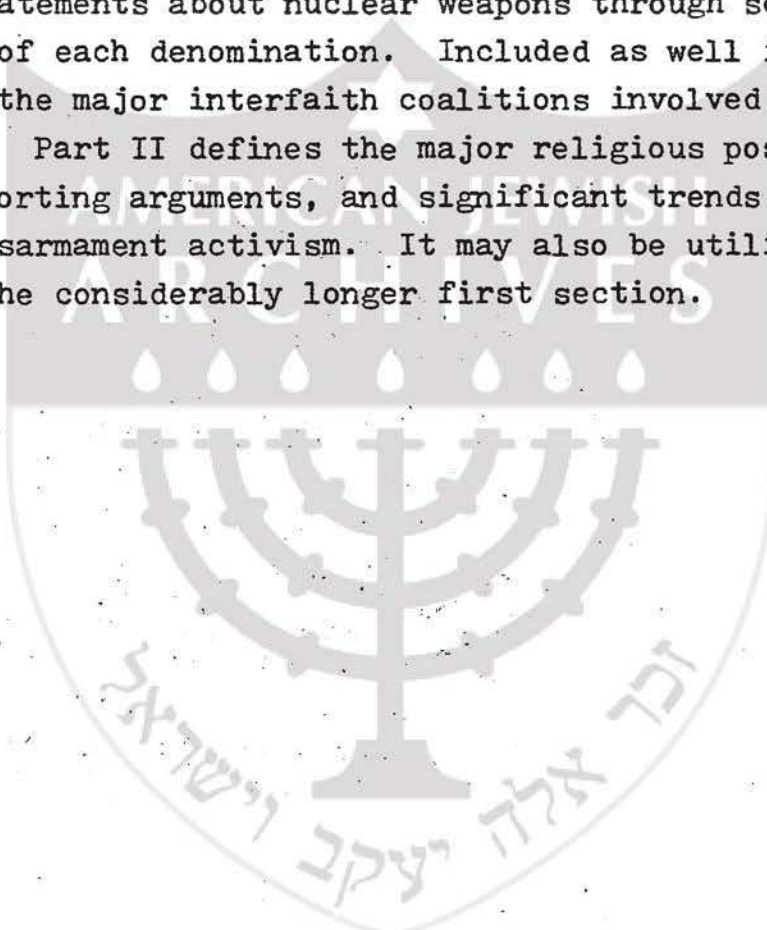 atements about nuclear weapons through se
of each denomination. Included as well i
the major interfaith coalitions involved
Part II defines the major religious pos
orting arguments, and significant trends
sarmament activism. It may also be utili
he considerably longer first section.
AMERICAN JEWISH
ARCHIVES
זכר אלה יעקב וישראל